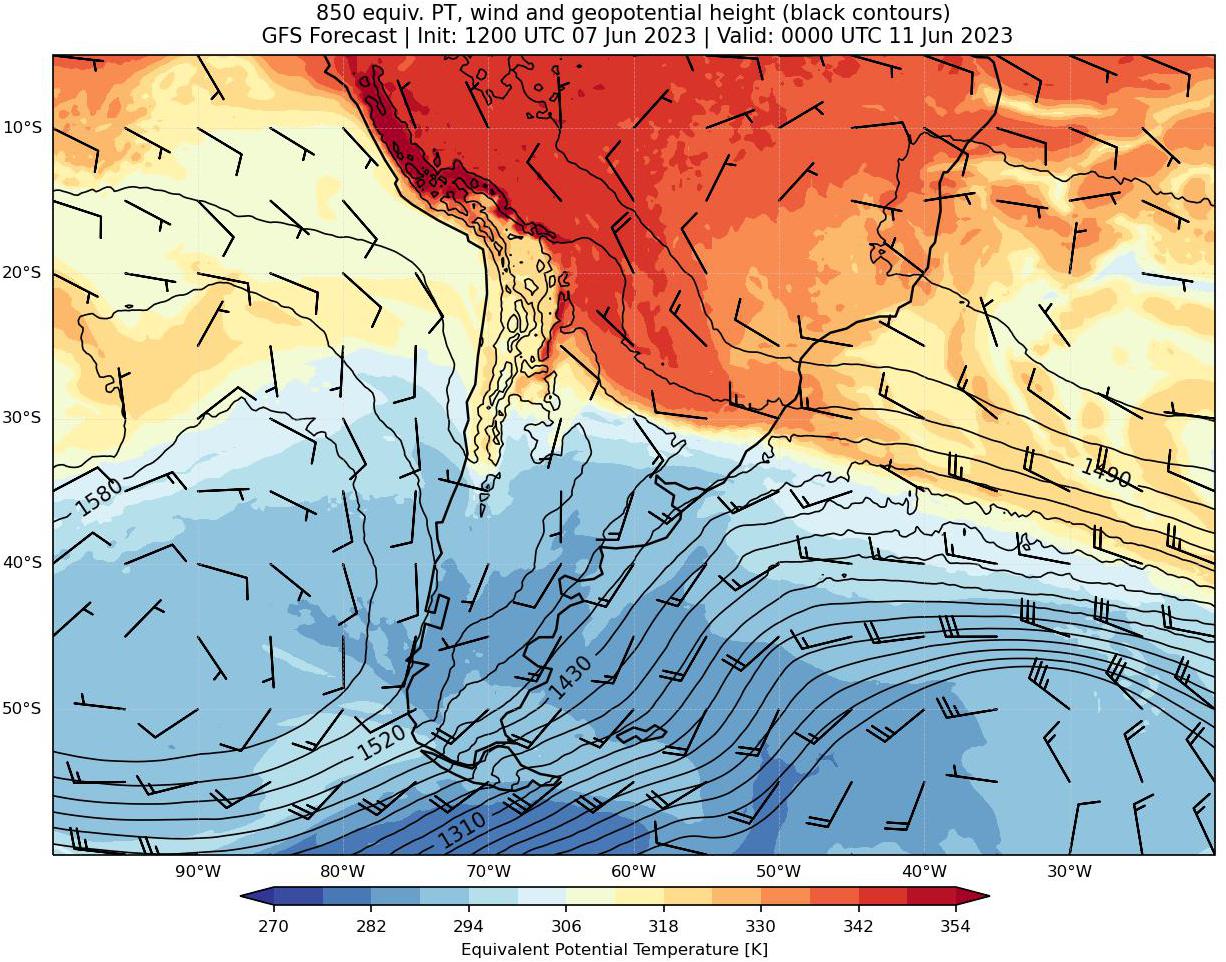 850 equiv. PT, wind and geopotential height (black contours)
GFS Forecast | Init: 1200 UTC 07 Jun 2023 | Valid: 0000 UTC 11 Jun 2023
10°S
20°S
30°S
1490
1580
40°S
1430
50°S
1520
1310
90°W 80°W 70°W 60°W 50°W 40°W 30°W
270 282 294 306 318 330 342 354
Equivalent Potential Temperature [K]